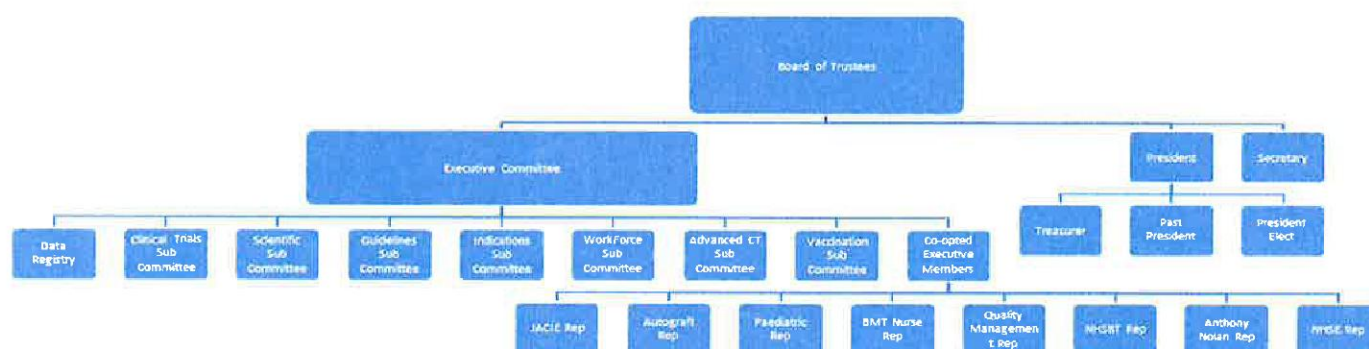 Board of Trustees
Executive Committee
President
Secretary
Data
Registry
Clinical Trials
Sub
Committee
Scientific
Sub
Committee
Guidelines
Sub
Committee
Indications
Sub
Committee
WorkForce
Sub
Committee
Advanced CT
Sub
Committee
Vaccination
Sub
Committee
Co-opted
Executive
Members
Treasurer
Past
President
President
Elect
JACIE Rep
Autograft Rep
Paediatric Rep
BMT Nurse
Rep
Quality
Managemen
t Rep
NHSBT Rep
Anthony
Nolan Rep
NHSE Rep